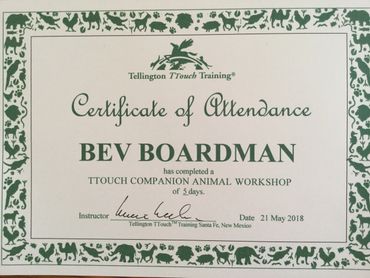 Tellington TTouch Training®
Certificate of Attendance
BEV BOARDMAN
has completed a
TTOUCH COMPANION ANIMAL WORKSHOP
of 5 days.
Instructor Date 21 May 2018
Tellington TTouch™ Training Santa Fe, New Mexico